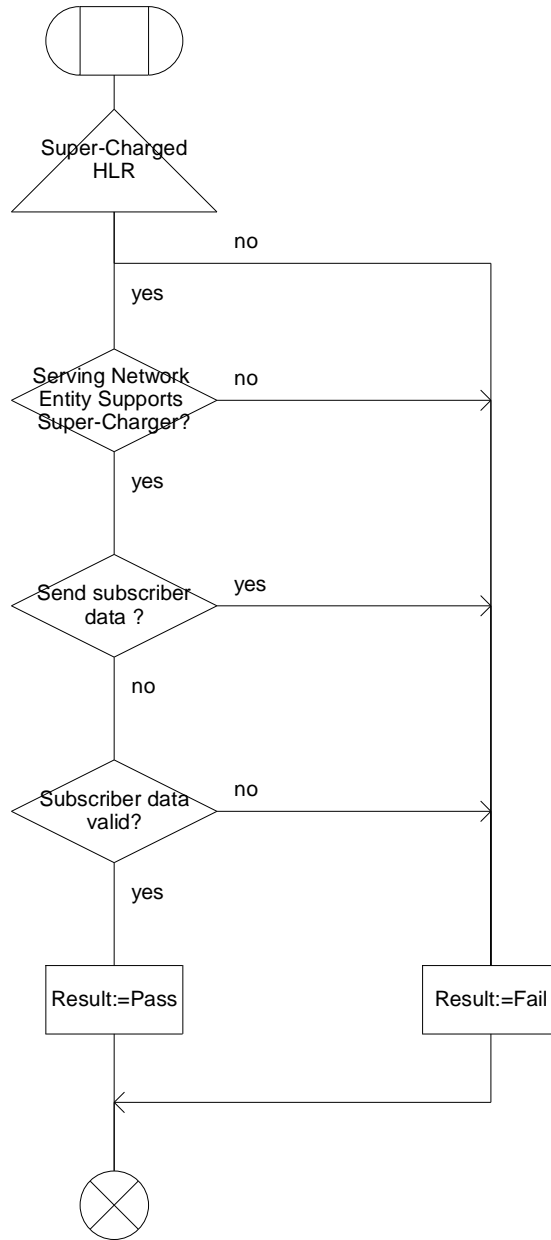 Super-Charged
HLR
no
yes
Serving Network
Entity Supports
Super-Charger?
no
yes
Send subscriber
data ?
yes
no
Subscriber data
valid?
no
yes
Result:=Pass
Result:=Fail